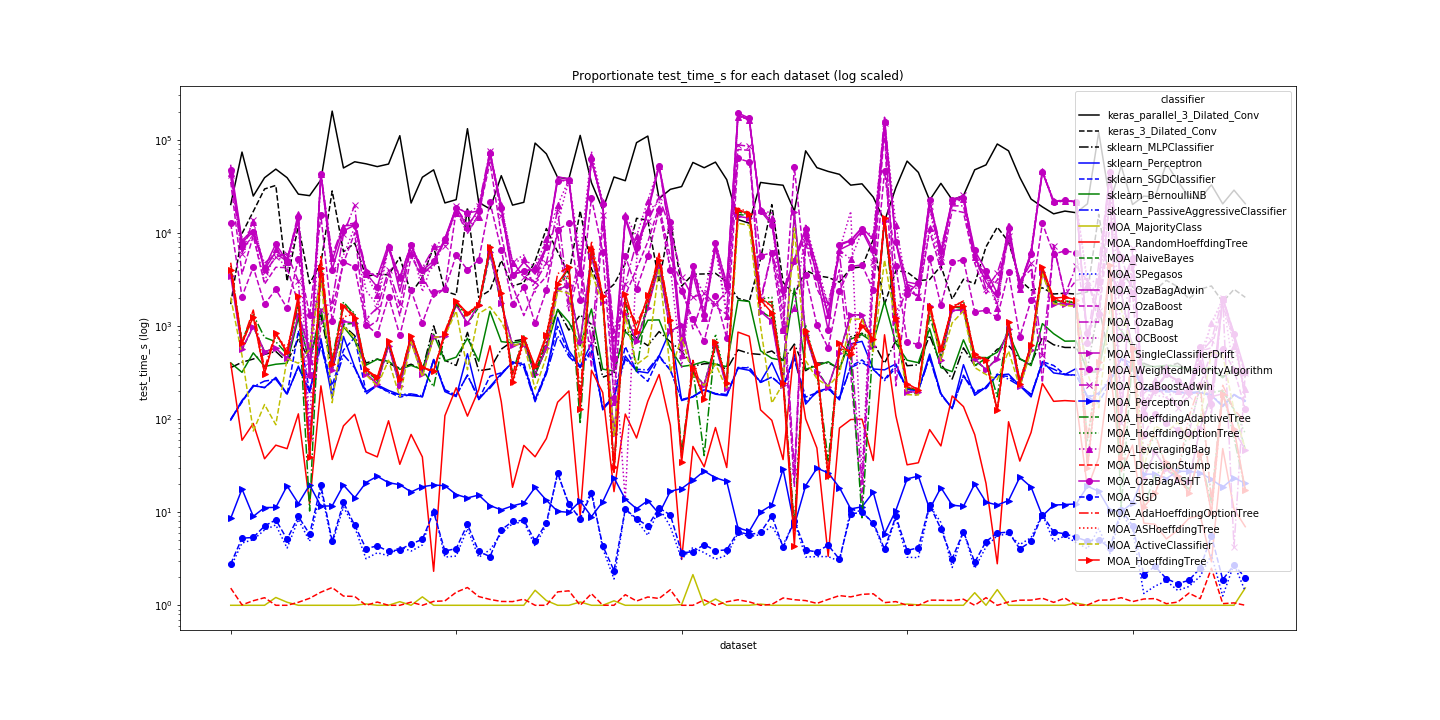 Proportionate test_time_s for each dataset (log scaled)
test_time_s (log)
10^5
10^4
10^3
10^2
10^1
10^0
dataset
classifier
keras_parallel_3_Dilated_Conv
keras_3_Dilated_Conv
sklearn_MLPClassifier
sklearn_Perceptron
sklearn_SGDClassifier
sklearn_BernoulliNB
sklearn_PassiveAggressiveClassifier
MOA_MajorityClass
MOA_RandomHoeffdingTree
MOA_NaiveBayes
MOA_SPegasos
MOA_OzaBagAdwin
MOA_OzaBoost
MOA_OzaBag
MOA_OCBoost
MOA_SingleClassifierDrift
MOA_WeightedMajorityAlgorithm
MOA_OzaBoostAdwin
MOA_Perceptron
MOA_HoeffdingAdaptiveTree
MOA_HoeffdingOptionTree
MOA_LeveragingBag
MOA_DecisionStump
MOA_OzaBagASHT
MOA_SGD
MOA_AdaHoeffdingOptionTree
MOA_ASHoeffdingTree
MOA_ActiveClassifier
MOA_HoeffdingTree